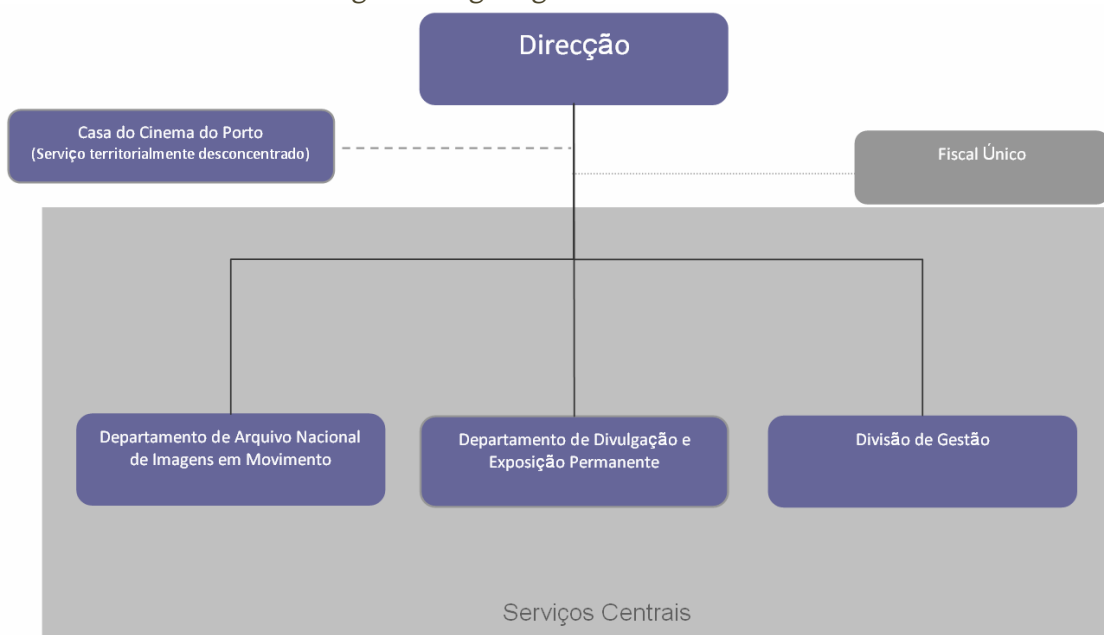 Direcção
Casa do Cinema do Porto
(Serviço territorialmente desconcentrado)
Fiscal Único
Departamento de Arquivo Nacional
de Imagens em Movimento
Departamento de Divulgação e
Exposição Permanente
Divisão de Gestão
Serviços Centrais